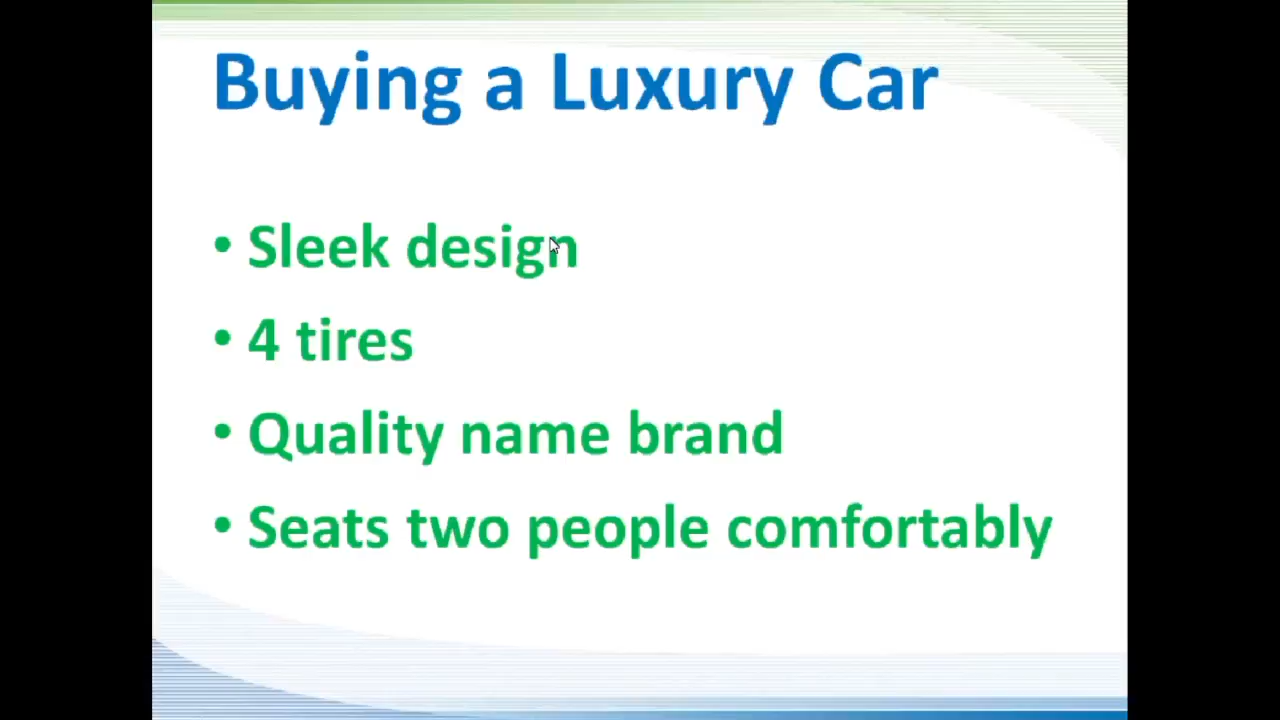 Buying a Luxury Car
• Sleek design
• 4 tires
• Quality name brand
• Seats two people comfortably